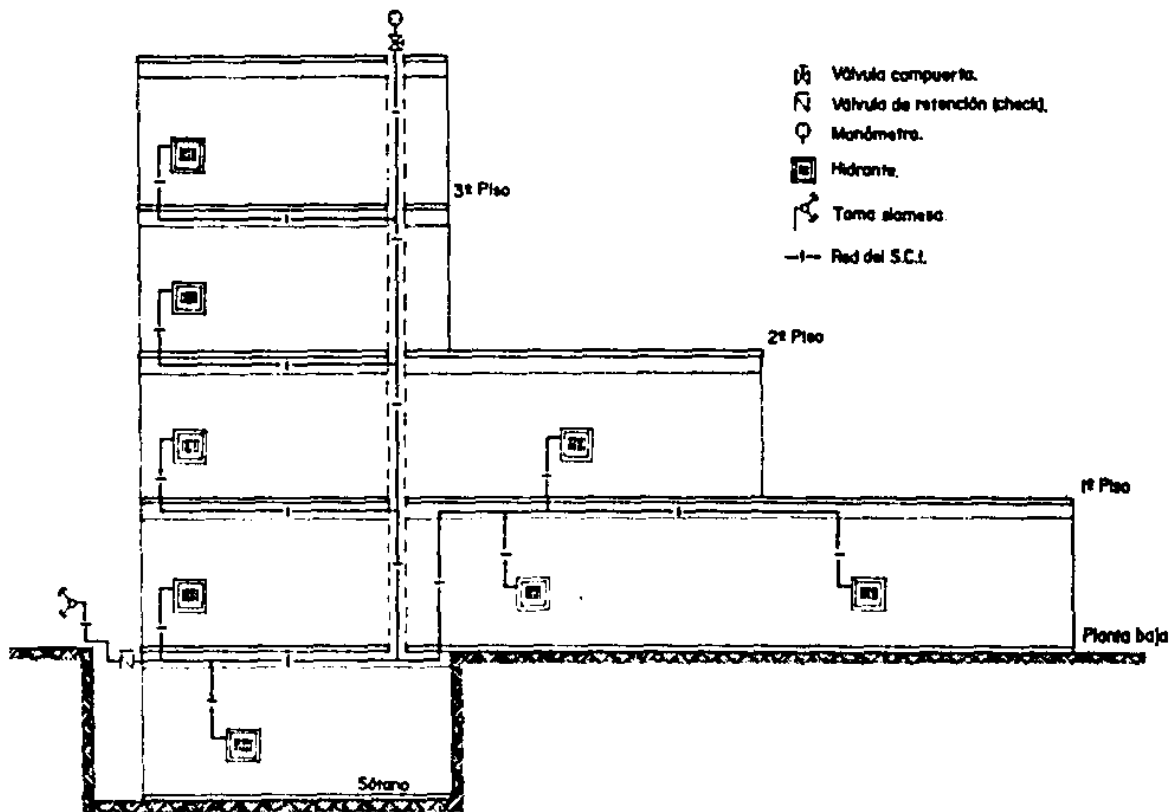 Válvula compuerta.
Válvula de retención (check).
Manómetro.
Hidrante.
Toma siamesa.
Red del S.C.I.
3º Piso
2º Piso
1º Piso
Planta baja
Sótano